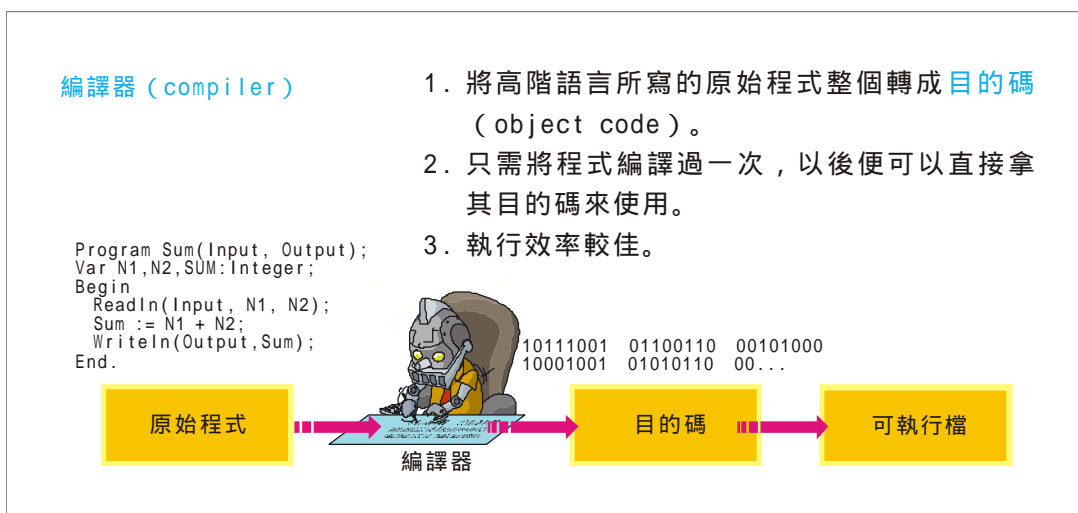 編譯器(compiler)
1. 將高階語言所寫的原始程式整個轉成目的碼
(object code)。
2. 只需將程式編譯過一次,以後便可以直接拿
其目的碼來使用。
3. 執行效率較佳。
Program Sum(Input, Output);
Var N1,N2,SUM:Integer;
Begin
ReadIn(Input, N1, N2);
Sum := N1 + N2;
WriteIn(Output,Sum);
End.
10111001 01100110 00101000
10001001 01010110 00...
原始程式
編譯器
目的碼
可執行檔